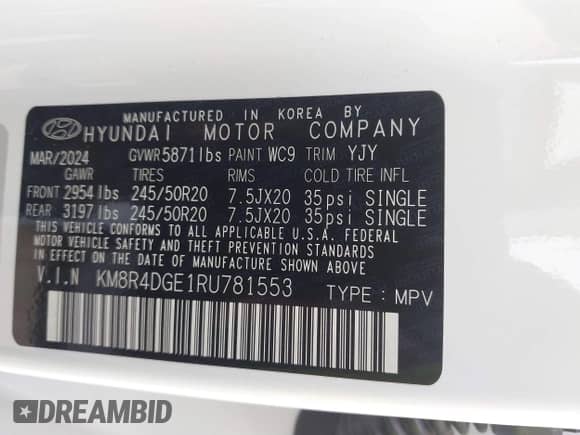 MANUFACTURED IN KOREA BY
HYUNDAI MOTOR COMPANY
MAR/2024 GVWR 5871 lbs PAINT WC9 TRIM YJY
GAWR TIRES RIMS COLD TIRE INFL
FRONT 2954 lbs 245/50R20 7.5JX20 35psi SINGLE
REAR 3197 lbs 245/50R20 7.5JX20 35psi SINGLE
THIS VEHICLE CONFORMS TO ALL APPLICABLE U.S.A. FEDERAL
MOTOR VEHICLE SAFETY AND THEFT PREVENTION STANDARDS
IN EFFECT ON THE DATE OF MANUFACTURE SHOWN ABOVE.
V.I.N KM8R4DGE1RU781553 TYPE : MPV
DREAMBID